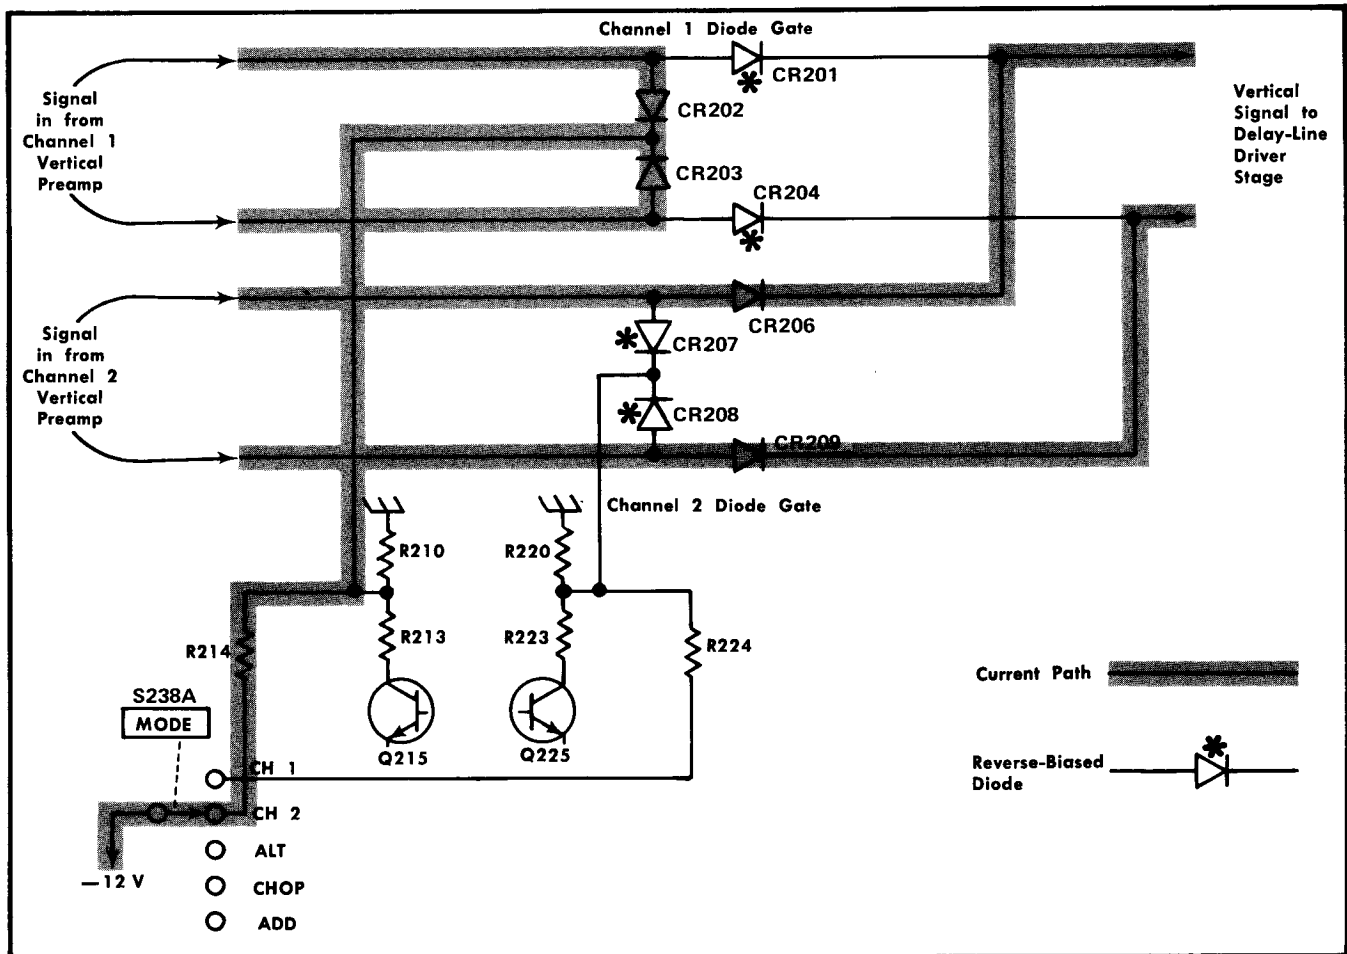 Channel 1 Diode Gate
CR201
CR202
CR203
CR204
Signal
in from
Channel 1
Vertical
Preamp
Vertical
Signal to
Delay-Line
Driver
Stage
CR206
CR207
CR208
CR209
Signal
in from
Channel 2
Vertical
Preamp
Channel 2 Diode Gate
R210
R220
R213
R223
R214
R224
S238A
MODE
Q215
Q225
CH 1
CH 2
ALT
CHOP
ADD
—12 V
Current Path
Reverse-Biased
Diode